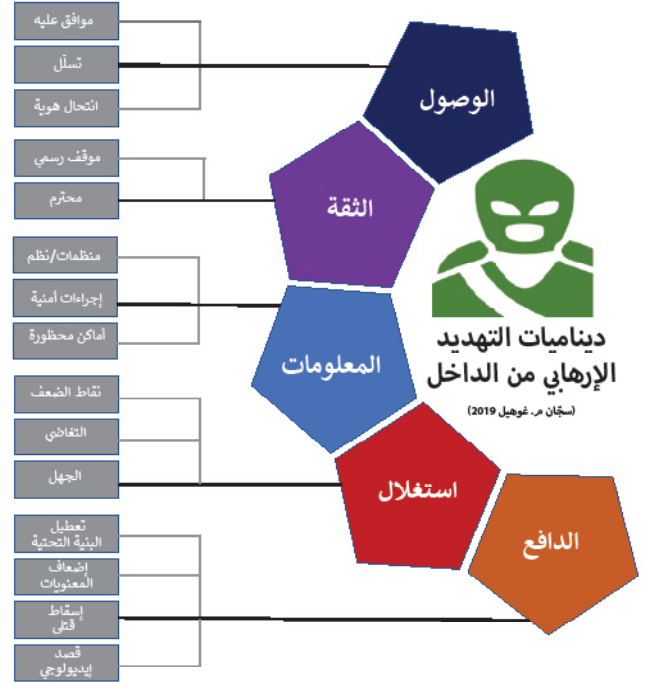 الوصول
موافق عليه
تسلّل
انتحال هوية
الثقة
موقف رسمي
محترم
المعلومات
منظمات/نظم
إجراءات أمنية
أماكن محظورة
استغلال
نقاط الضعف
التغاضي
الجهل
الدافع
تعطيل
البنية التحتية
إضعاف
المعنويات
إسقاط
قتلى
قصد
إيديولوجي
ديناميات التهديد
الإرهابي من الداخل
(سجّان م. غوهيل 2019)